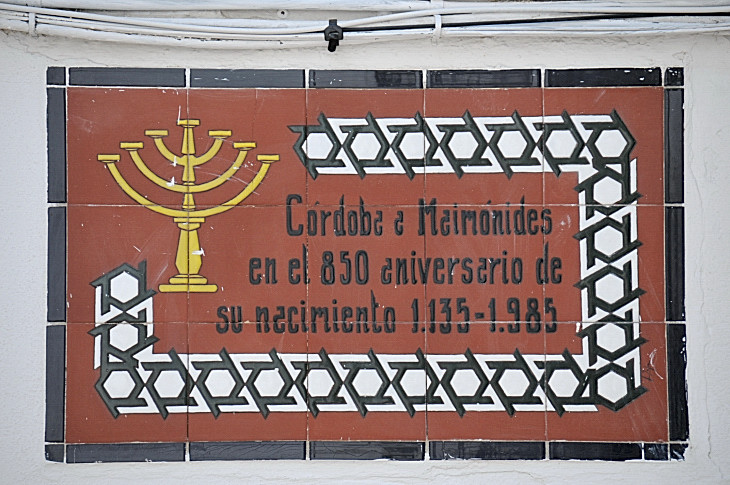 Córdoba a Maimónides
en el 850 aniversario de
su nacimiento 1.135-1.985